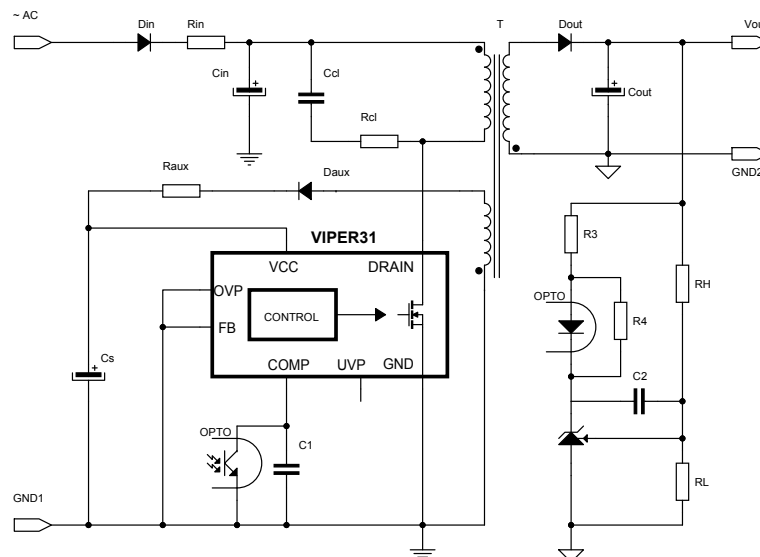 ~ AC
Din
Rin
T
Dout
Vou
Cin
+
Ccl
+
Cout
Rcl
GND2
Raux
Daux
VIPER31
R3
VCC
DRAIN
OVP
CONTROL
OPTO
RH
R4
FB
Cs
+
COMP
UVP
GND
C2
OPTO
C1
RL
GND1